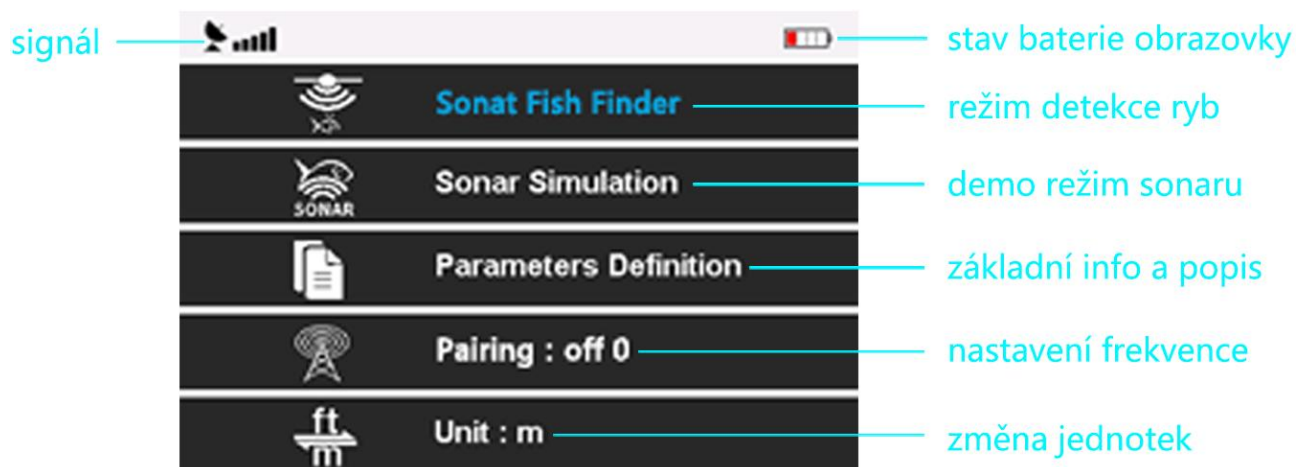 signál
stav baterie obrazovky
Sonat Fish Finder
režim detekce ryb
SONAR
Sonar Simulation
demo režim sonaru
Parameters Definition
základní info a popis
Pairing : off 0
nastavení frekvence
ft
m
Unit : m
změna jednotek